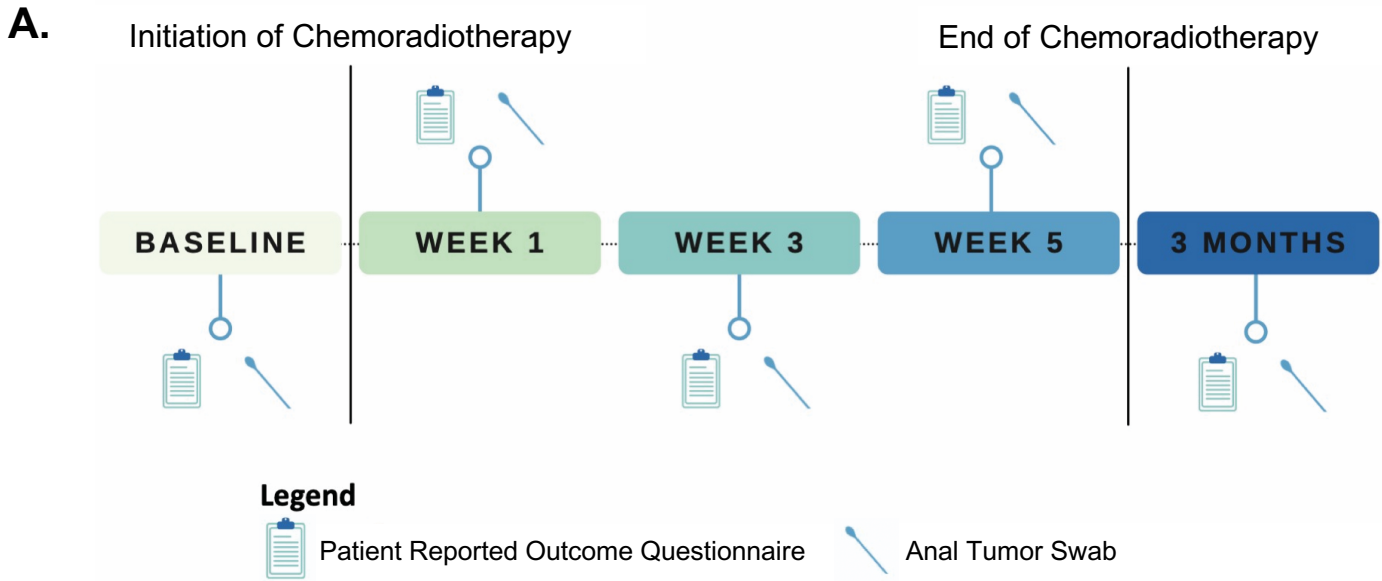 A.
Initiation of Chemoradiotherapy
End of Chemoradiotherapy
BASELINE
WEEK 1
WEEK 3
WEEK 5
3 MONTHS
Legend
Patient Reported Outcome Questionnaire
Anal Tumor Swab